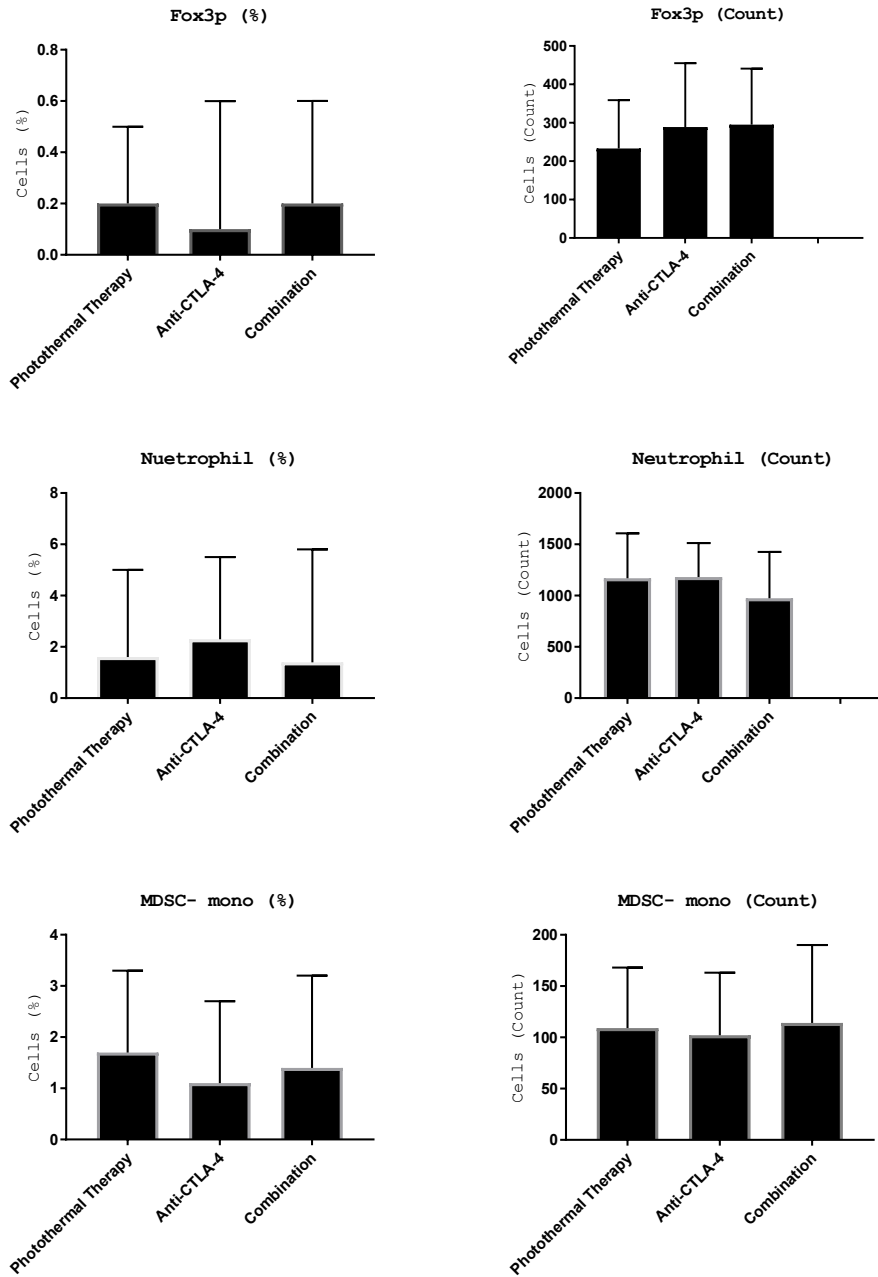 Fox3p (%)
0.8
0.6
0.4
0.2
0.0
Cells (%)
Photothermal Therapy
Anti-CTLA-4
Combination
Fox3p (Count)
500
400
300
200
100
0
Cells (Count)
Photothermal Therapy
Anti-CTLA-4
Combination
Nuetrophil (%)
8
6
4
2
0
Cells (%)
Photothermal Therapy
Anti-CTLA-4
Combination
Neutrophil (Count)
2000
1500
1000
500
0
Cells (Count)
Photothermal Therapy
Anti-CTLA-4
Combination
MDSC- mono (%)
4
3
2
1
0
Cells (%)
Photothermal Therapy
Anti-CTLA-4
Combination
MDSC- mono (Count)
200
150
100
50
0
Cells (Count)
Photothermal Therapy
Anti-CTLA-4
Combination